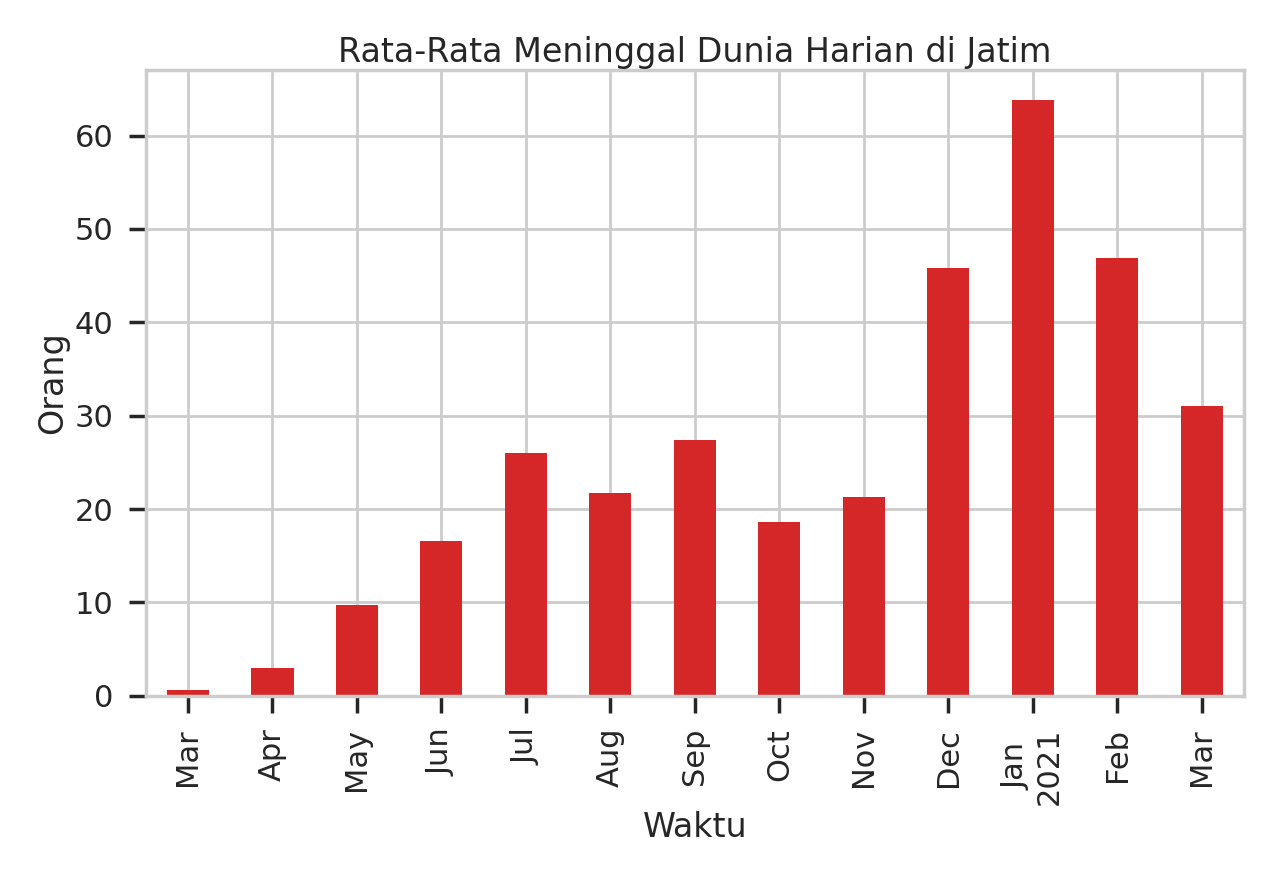 Rata-Rata Meninggal Dunia Harian di Jatim
60
50
40
30
20
10
0
Orang
Mar
Apr
May
Jun
Jul
Aug
Sep
Oct
Nov
Dec
Jan
2021
Feb
Mar
Waktu